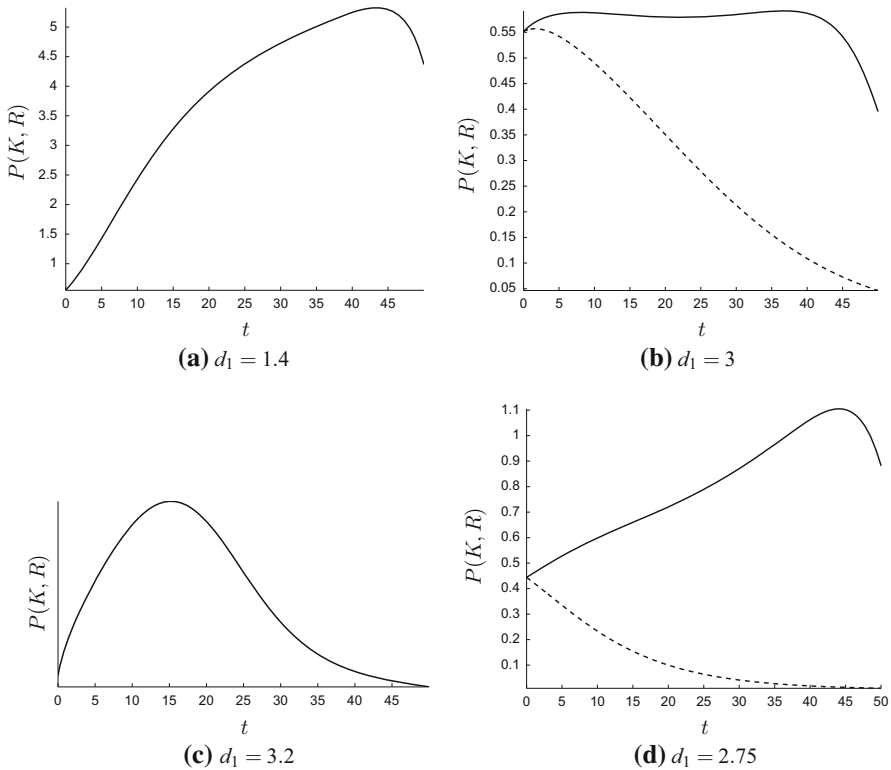 5
4.5
4
3.5
3
2.5
2
1.5
1
P(K, R)
0 5 10 15 20 25 30 35 40 45
t
(a) d₁ = 1.4
0.55
0.5
0.45
0.4
0.35
0.3
0.25
0.2
0.15
0.1
0.05
P(K, R)
0 5 10 15 20 25 30 35 40 45
t
(b) d₁ = 3
P(K, R)
0 5 10 15 20 25 30 35 40 45
t
(c) d₁ = 3.2
1.1
1
0.9
0.8
0.7
0.6
0.5
0.4
0.3
0.2
0.1
P(K, R)
0 5 10 15 20 25 30 35 40 45 50
t
(d) d₁ = 2.75